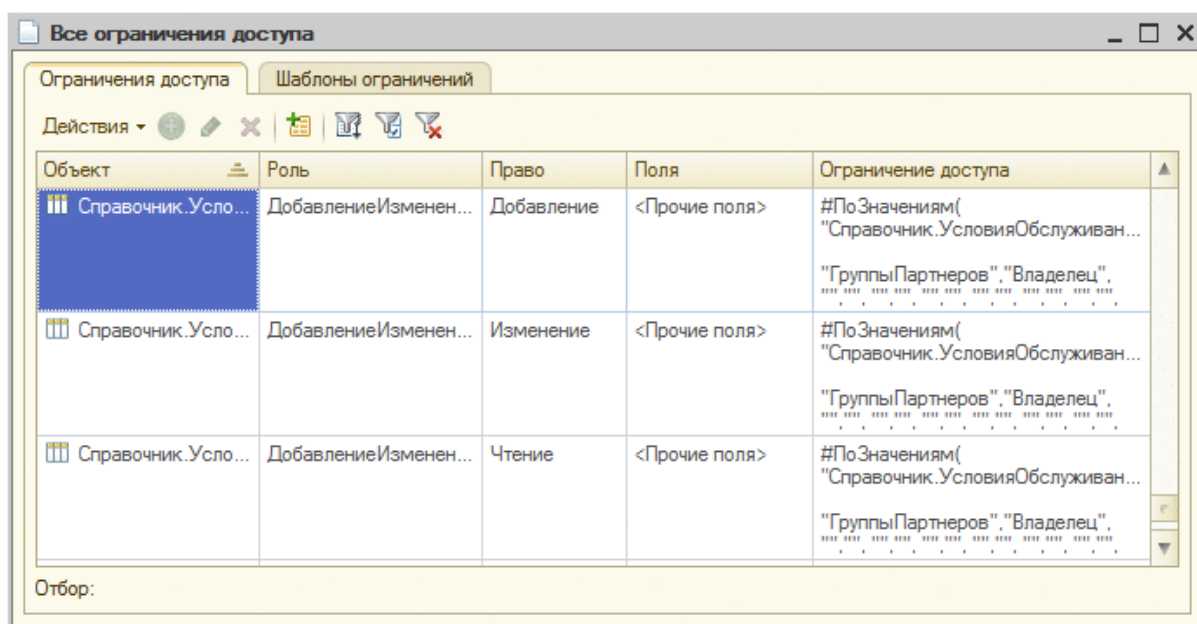 Все ограничения доступа
Ограничения доступа Шаблоны ограничений
Действия
Объект Роль Право Поля Ограничение доступа
Справочник.Усло... ДобавлениеИзменен... Добавление <Прочие поля> #ПоЗначениям(
"Справочник.УсловияОбслуживан...
"ГруппыПартнеров","Владелец",
"","", "","", "","", "","", "","", "","",
Справочник.Усло... ДобавлениеИзменен... Изменение <Прочие поля> #ПоЗначениям(
"Справочник.УсловияОбслуживан...
"ГруппыПартнеров","Владелец",
"","", "","", "","", "","", "","", "","",
Справочник.Усло... ДобавлениеИзменен... Чтение <Прочие поля> #ПоЗначениям(
"Справочник.УсловияОбслуживан...
"ГруппыПартнеров","Владелец",
"","", "","", "","", "","", "","", "","",
Отбор: